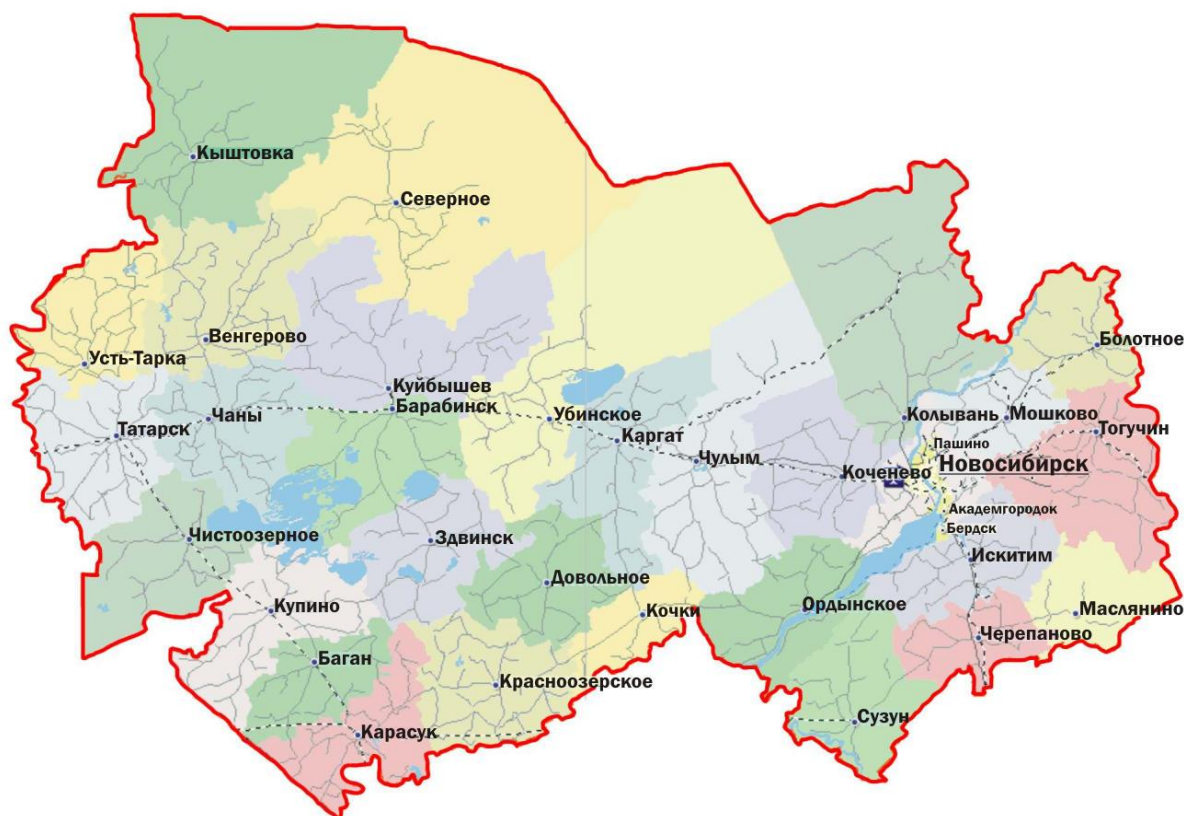 Кыштовка
Северное
Венгерово
Усть-Тарка
Болотное
Куйбышев
Барабинск
Чаны
Убинское
Колывань
Мошково
Татарск
Каргат
Тогучин
Пашино
Чулым
Коченево
Новосибирск
Академгородок
Бердск
Чистоозерное
Здвинск
Искитим
Довольное
Купино
Кочки
Ордынское
Маслянино
Черепаново
Баган
Красноозерское
Карасук
Сузун